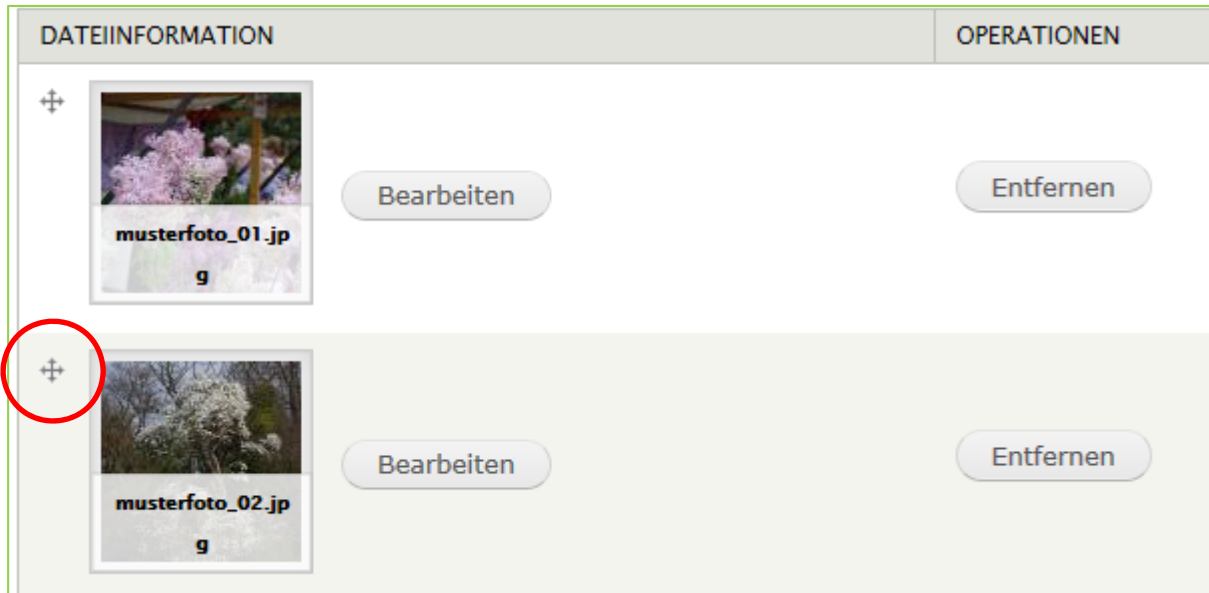 DATEIINFORMATION OPERATIONEN
musterfoto_01.jp
g
Bearbeiten Entfernen
musterfoto_02.jp
g
Bearbeiten Entfernen